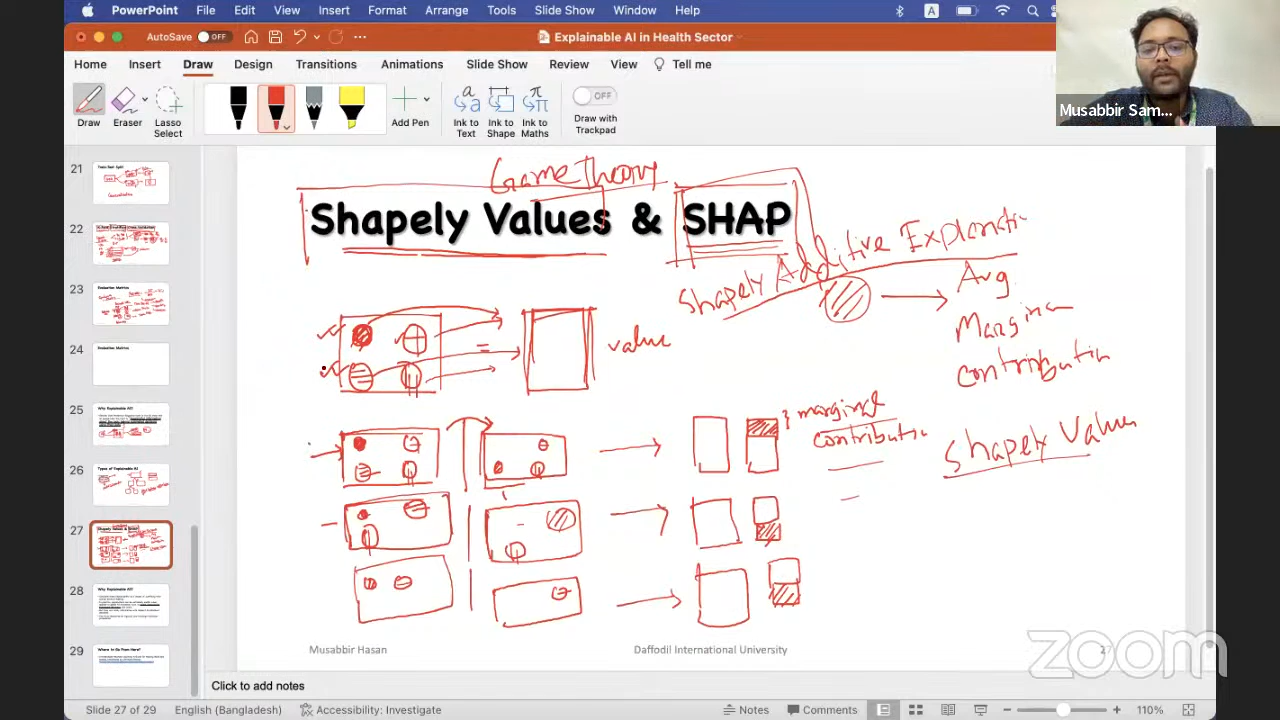 PowerPoint File Edit View Insert Format Arrange Tools Slide Show Window Help A
AutoSave OFF Explainable AI in Health Sector
Home Insert Draw Design Transitions Animations Slide Show Review View Tell me
Draw Eraser Lasso Select Add Pen Ink to Text Ink to Shape Ink to Maths OFF Draw with Trackpad
Musabbir Sam...
21
22
23
24
25
26
27
28
29
Game Theory
Shapely Values & SHAP
Shapely Additive Explanati
Avg
Marginal
contribution
= value
marginal
contributi
Shapely Values
Musabbir Hasan Daffodil International University 27
zoom
Click to add notes
Slide 27 of 29 English (Bangladesh) Accessibility: Investigate Notes Comments 110%